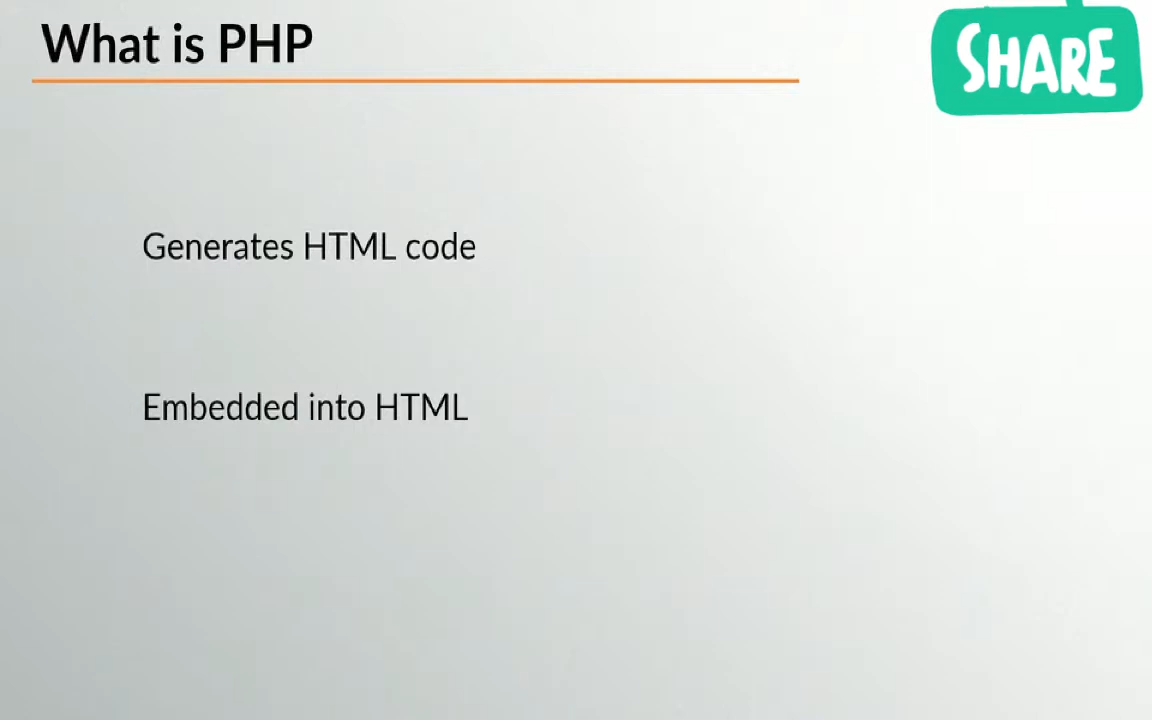 What is PHP
SHARE
Generates HTML code
Embedded into HTML